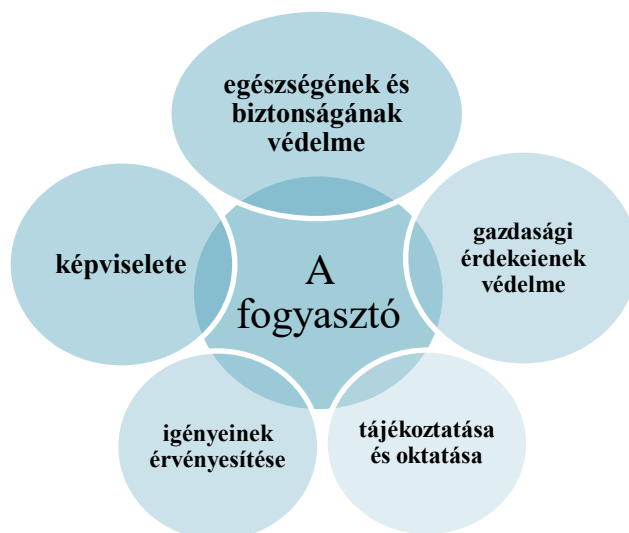 egészségének és
biztonságának
védelme
gazdasági
érdekeienek
védelme
tájékoztatása
és oktatása
igényeinek
érvényesítése
képviselete
A
fogyasztó